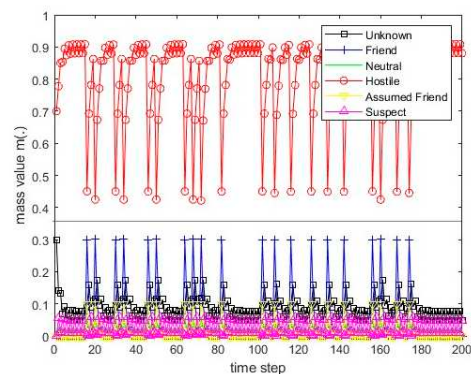 1
0.9
0.8
0.7
0.6
0.5
0.4
0.3
0.2
0.1
0
mass value m(.)
0 20 40 60 80 100 120 140 160 180 200
time step
Unknown
Friend
Neutral
Hostile
Assumed Friend
Suspect